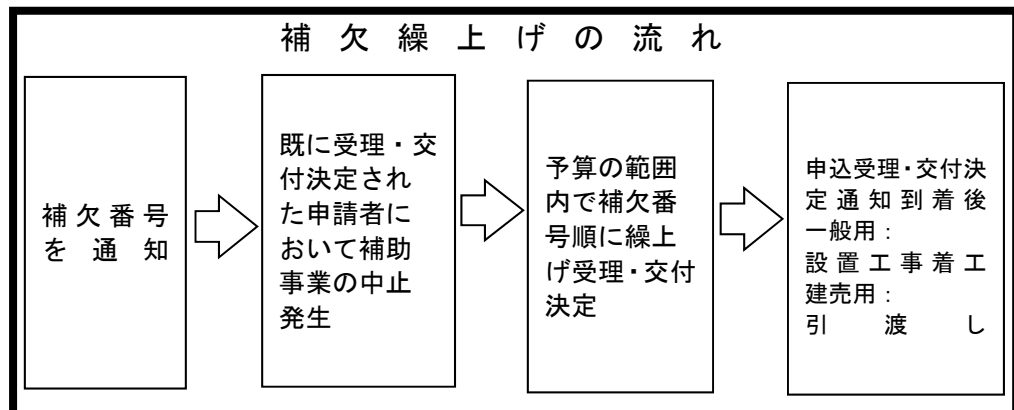 補欠繰上げの流れ
補欠番号
を通知
既に受理・交
付決定され
た申請者に
おいて補助
事業の中止
発生
予算の範囲
内で補欠番
号順に繰上
げ受理・交付
決定
申込受理・交付決
定通知到着後
一般用：
設置工事着工
建売用：
引渡し